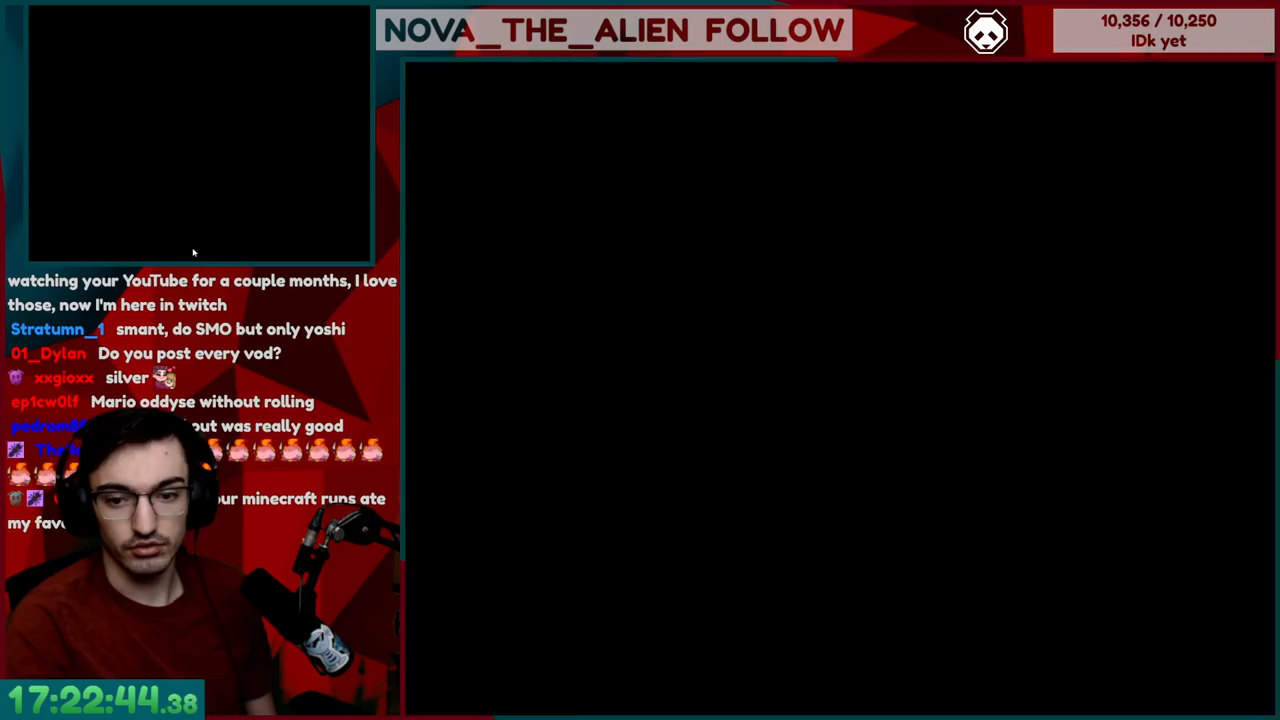 NOVA_THE_ALIEN FOLLOW
10,356 / 10,250
IDk yet
watching your YouTube for a couple months, I love
those, now I'm here in twitch
Stratumn_1 smant, do SMO but only yoshi
01_Dylan Do you post every vod?
xxgioxx silver
ep1cw0lf Mario oddyse without rolling
out was really good
minecraft runs ate
my
17:22:44.38